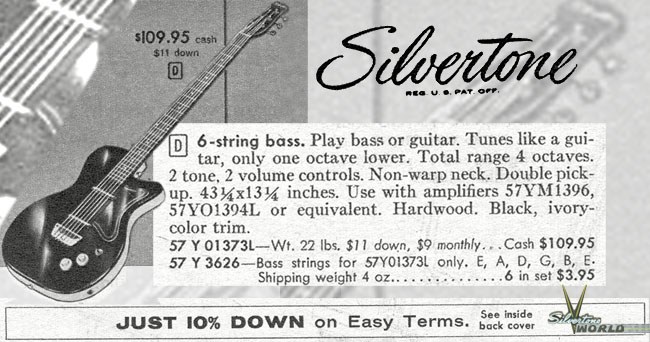 $109.95 cash
$11 down
D
Silvertone
REG. U. S. PAT. OFF.
D 6-string bass. Play bass or guitar. Tunes like a gui-
tar, only one octave lower. Total range 4 octaves.
2 tone, 2 volume controls. Non-warp neck. Double pick-
up. 43¼x13¼ inches. Use with amplifiers 57YM1396,
57YO1394L or equivalent. Hardwood. Black, ivory-
color trim.
57 Y 01373L—Wt. 22 lbs. $11 down, $9 monthly...Cash $109.95
57 Y 3626—Bass strings for 57Y01373L only. E, A, D, G, B, E.
Shipping weight 4 oz...............6 in set $3.95
JUST 10% DOWN on Easy Terms. See inside
back cover
Silvertone
WORLD